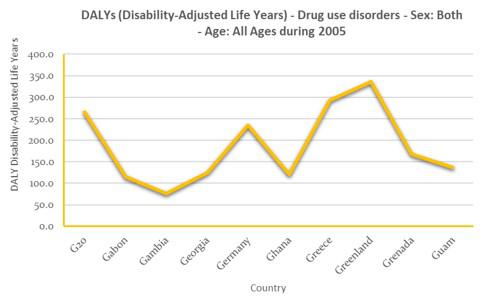 DALYs (Disability-Adjusted Life Years) - Drug use disorders - Sex: Both
- Age: All Ages during 2005
DALY Disability-Adjusted Life Years
400.0
350.0
300.0
250.0
200.0
150.0
100.0
50.0
0.0
G20
Gabon
Gambia
Georgia
Germany
Ghana
Greece
Greenland
Grenada
Guam
Country